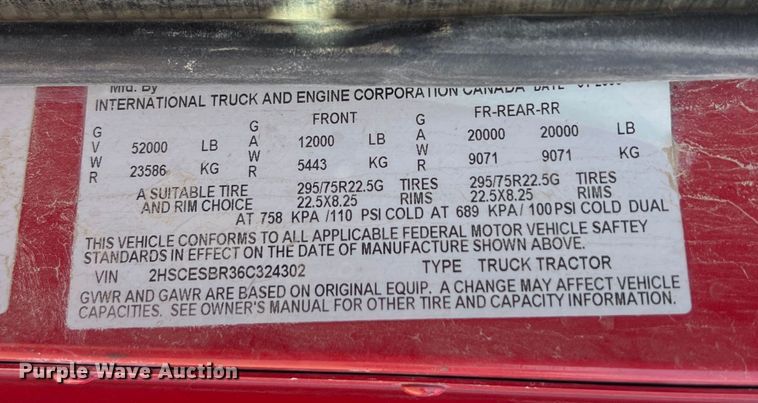 Mfd. By
INTERNATIONAL TRUCK AND ENGINE CORPORATION CANADA DATE
G FRONT G FR-REAR-RR
V 52000 LB A 12000 LB A 20000 20000 LB
W 23586 KG W 5443 KG W 9071 9071 KG
R R R
A SUITABLE TIRE 295/75R22.5G TIRES 295/75R22.5G TIRES
AND RIM CHOICE 22.5X8.25 RIMS 22.5X8.25 RIMS
AT 758 KPA /110 PSI COLD AT 689 KPA/ 100 PSI COLD DUAL
THIS VEHICLE CONFORMS TO ALL APPLICABLE FEDERAL MOTOR VEHICLE SAFTEY
STANDARDS IN EFFECT ON THE DATE OF MANUFACTURE SHOWN ABOVE.
VIN 2HSCESBR36C324302 TYPE TRUCK TRACTOR
GVWR AND GAWR ARE BASED ON ORIGINAL EQUIP. A CHANGE MAY AFFECT VEHICLE
CAPACITIES. SEE OWNER'S MANUAL FOR OTHER TIRE AND CAPACITY INFORMATION.
Purple Wave Auction